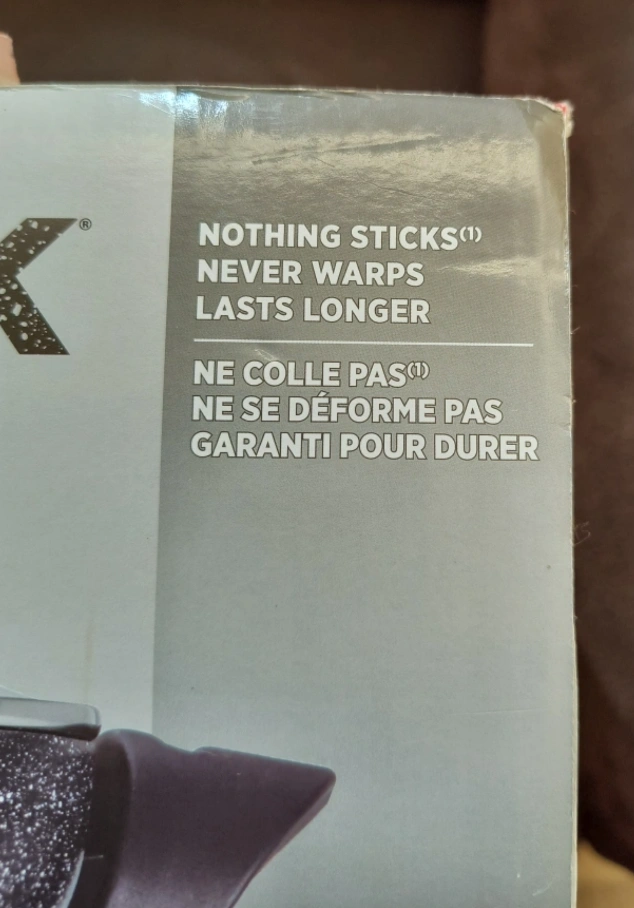 K®
NOTHING STICKS(1)
NEVER WARPS
LASTS LONGER
NE COLLE PAS(1)
NE SE DÉFORME PAS
GARANTI POUR DURER